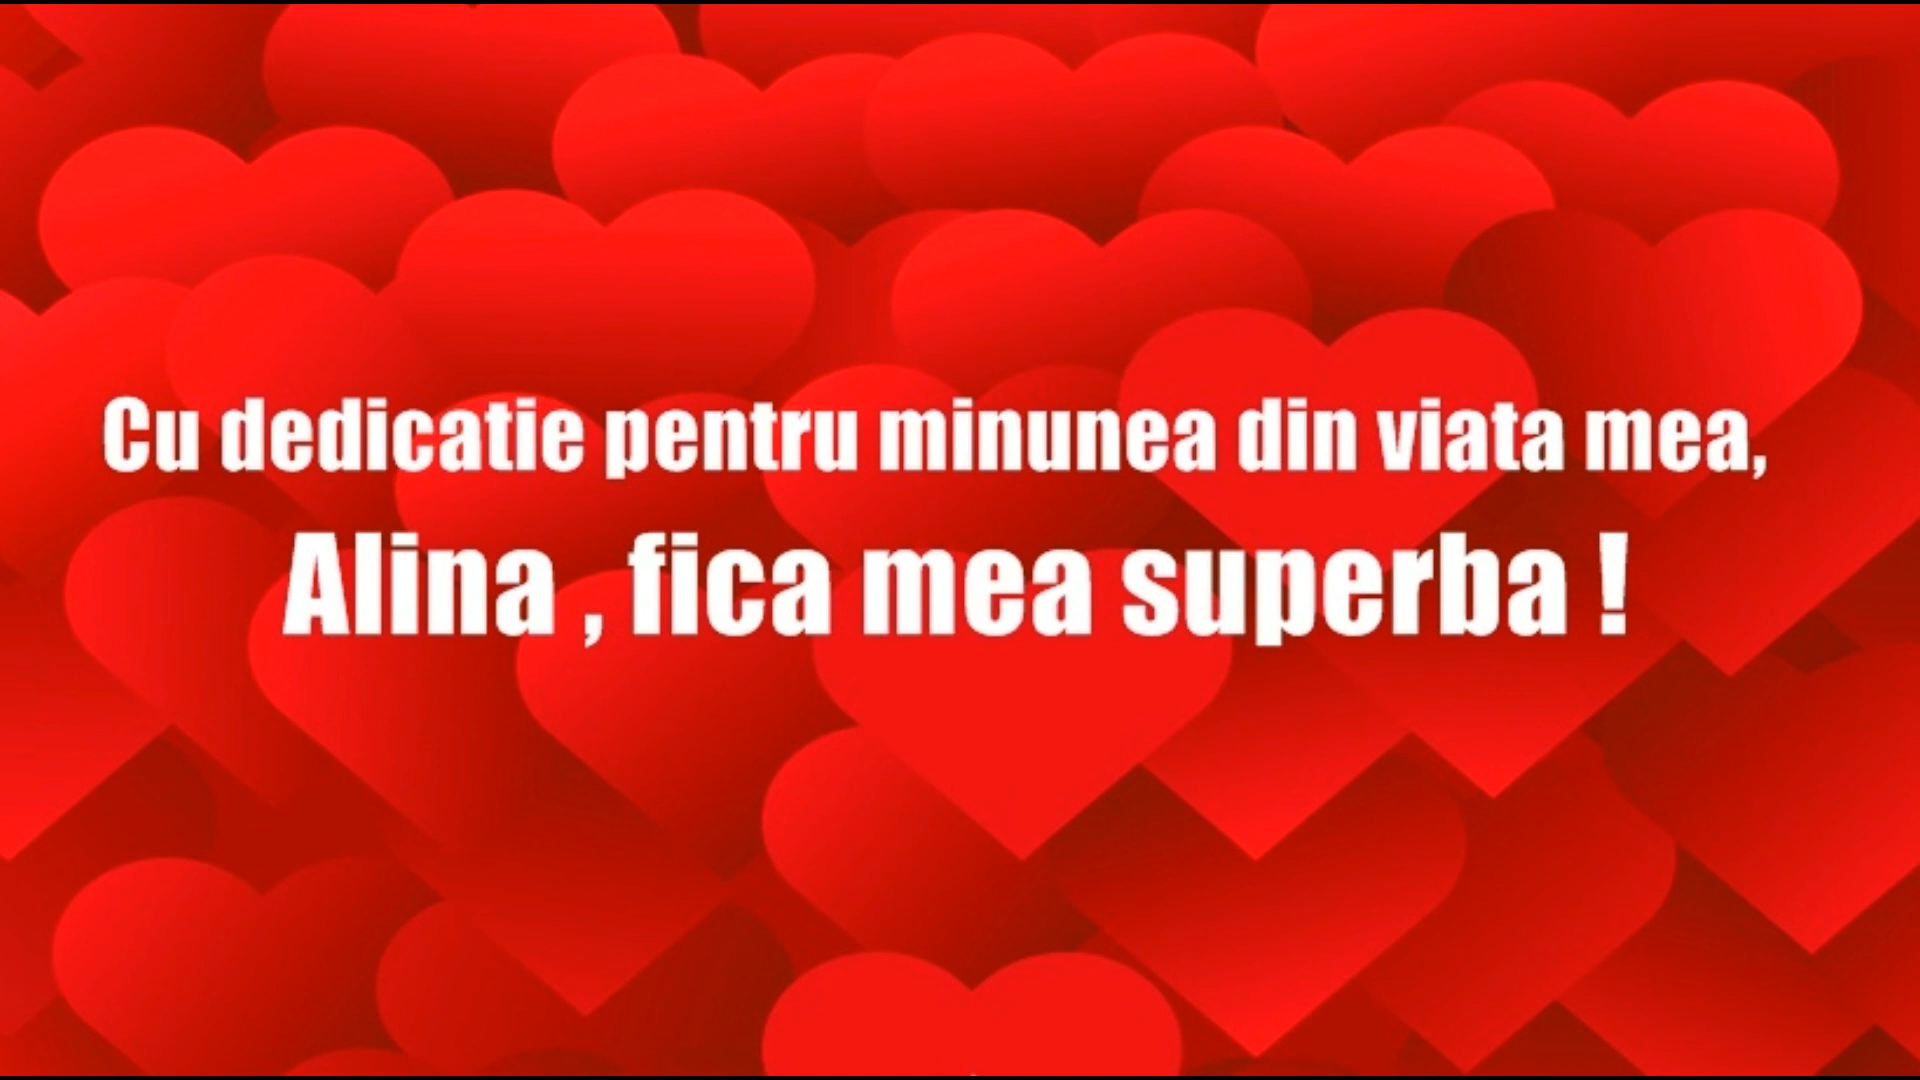 Cu dedicatie pentru minunea din viata mea,
Alina , fica mea superba !